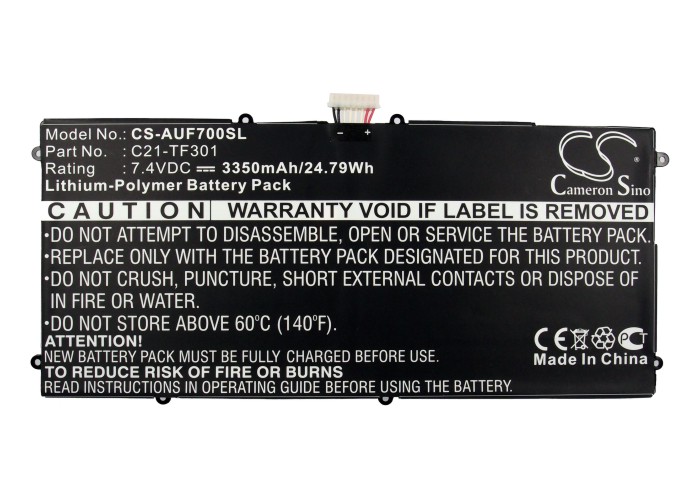 - +
Model No.: CS-AUF700SL
Part No. : C21-TF301
Rating : 7.4VDC ⎓ 3350mAh/24.79Wh
Lithium-Polymer Battery Pack
CS
Cameron Sino
CAUTION WARRANTY VOID IF LABEL IS REMOVED
•DO NOT ATTEMPT TO DISASSEMBLE, OPEN OR SERVICE THE BATTERY PACK.
•REPLACE ONLY WITH THE BATTERY PACK DESIGNATED FOR THIS PRODUCT.
•DO NOT CRUSH, PUNCTURE, SHORT EXTERNAL CONTACTS OR DISPOSE OF
IN FIRE OR WATER.
•DO NOT STORE ABOVE 60°C (140°F).
ATTENTION:
NEW BATTERY PACK MUST BE FULLY CHARGED BEFORE USE
TO REDUCE RISK OF FIRE OR BURNS
READ INSTRUCTIONS IN OPERATING GUIDE BEFORE USING THE BATTERY.
CE PCT
Made In China